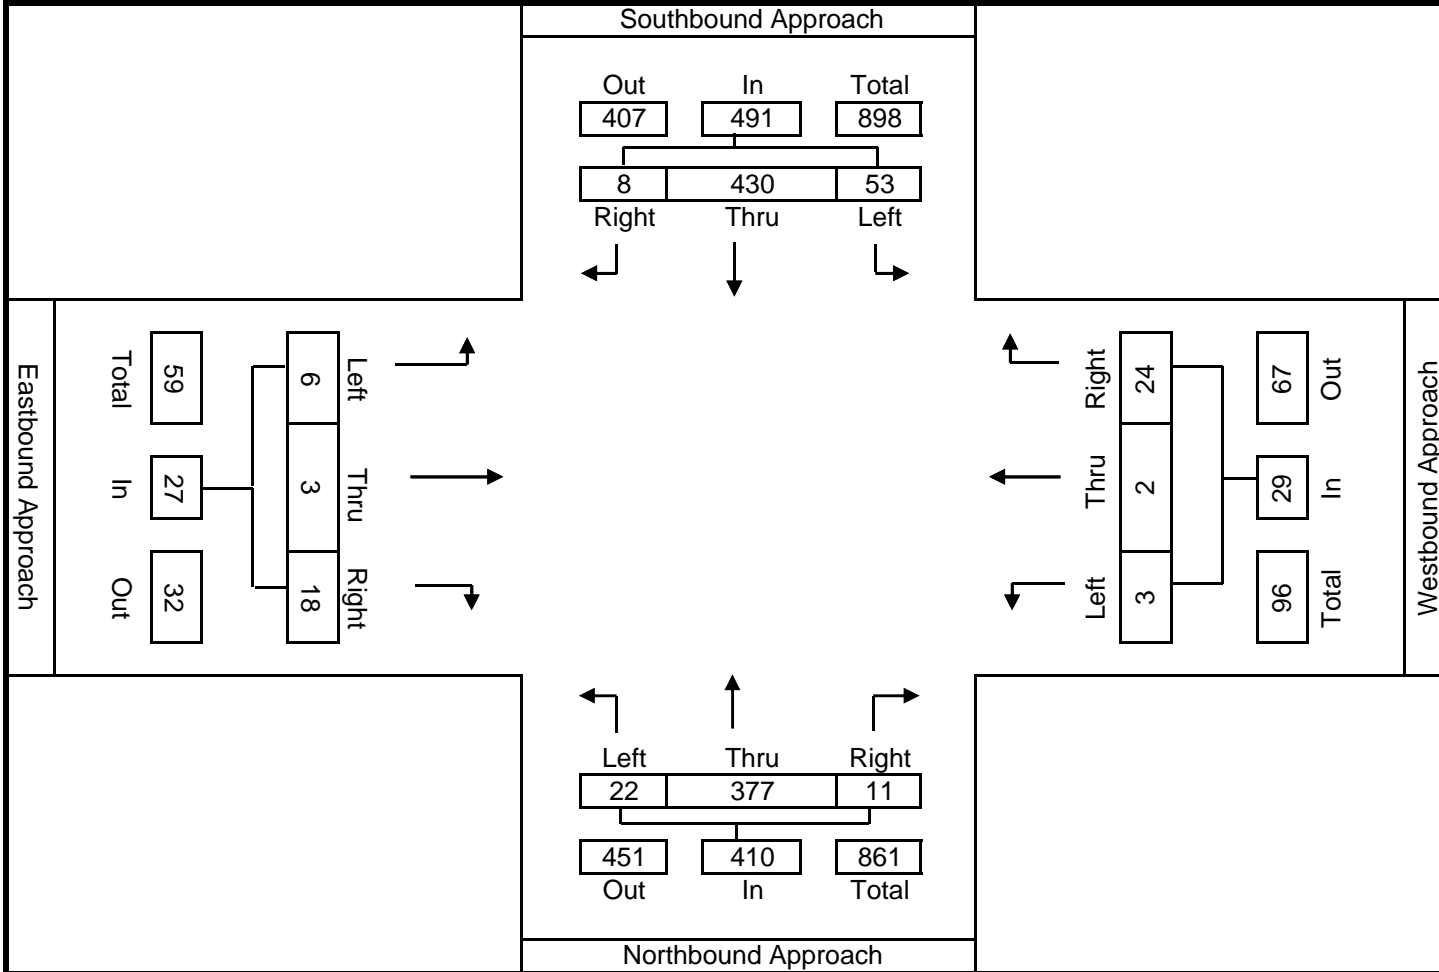 Southbound Approach
Out In Total
407 491 898
8 430 53
Right Thru Left
Eastbound Approach
Total 59
In 27
Out 32
6 Left
3 Thru
18 Right
Right 24
Thru 2
Left 3
67 Out
29 In
96 Total
Westbound Approach
Left Thru Right
22 377 11
451 410 861
Out In Total
Northbound Approach